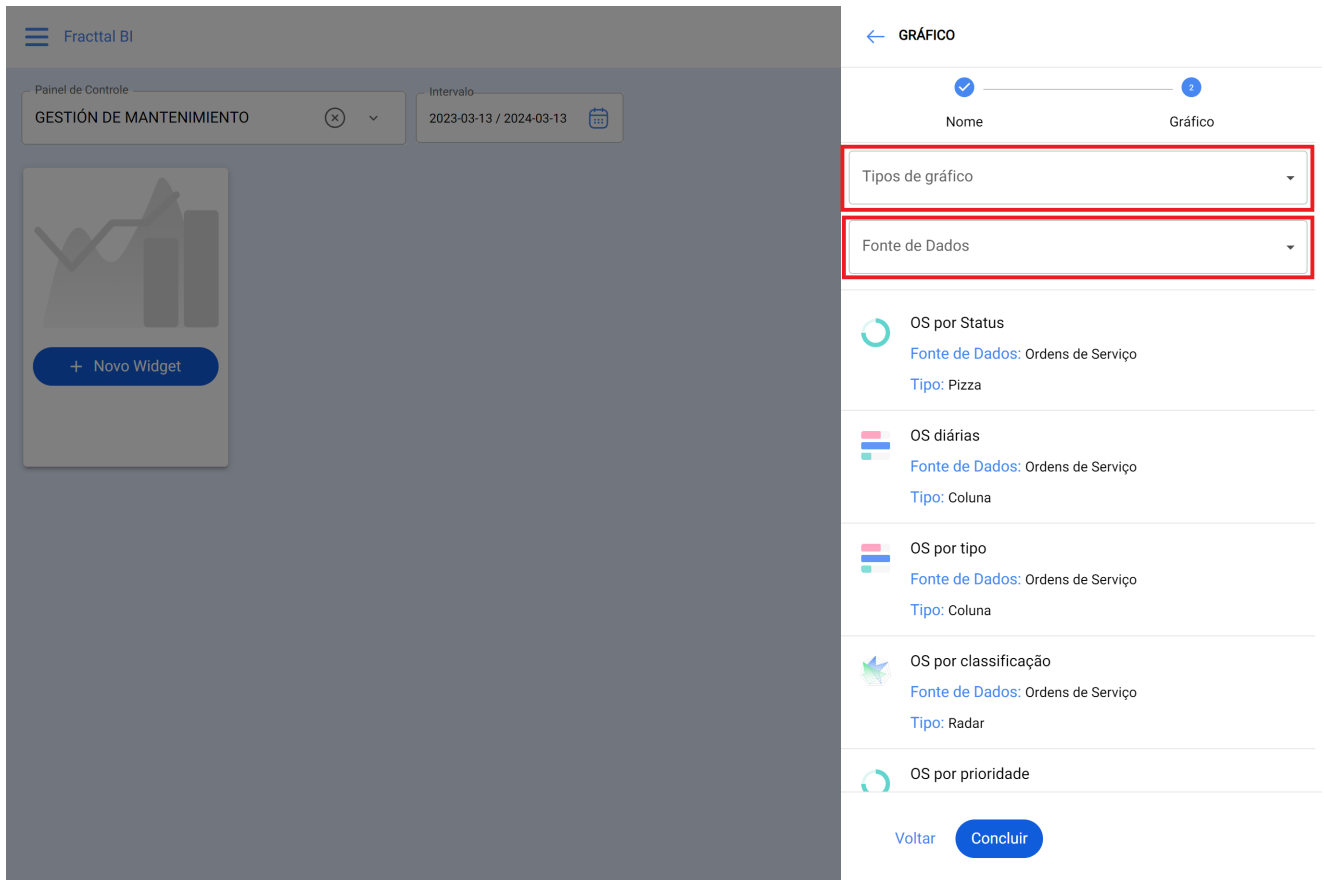 Fracttal BI
Painel de Controle
GESTIÓN DE MANTENIMIENTO
Intervalo
2023-03-13 / 2024-03-13
+ Novo Widget
GRÁFICO
2
Nome
Gráfico
Tipos de gráfico
Fonte de Dados
OS por Status
Fonte de Dados: Ordens de Serviço
Tipo: Pizza
OS diárias
Fonte de Dados: Ordens de Serviço
Tipo: Coluna
OS por tipo
Fonte de Dados: Ordens de Serviço
Tipo: Coluna
OS por classificação
Fonte de Dados: Ordens de Serviço
Tipo: Radar
OS por prioridade
Voltar
Concluir